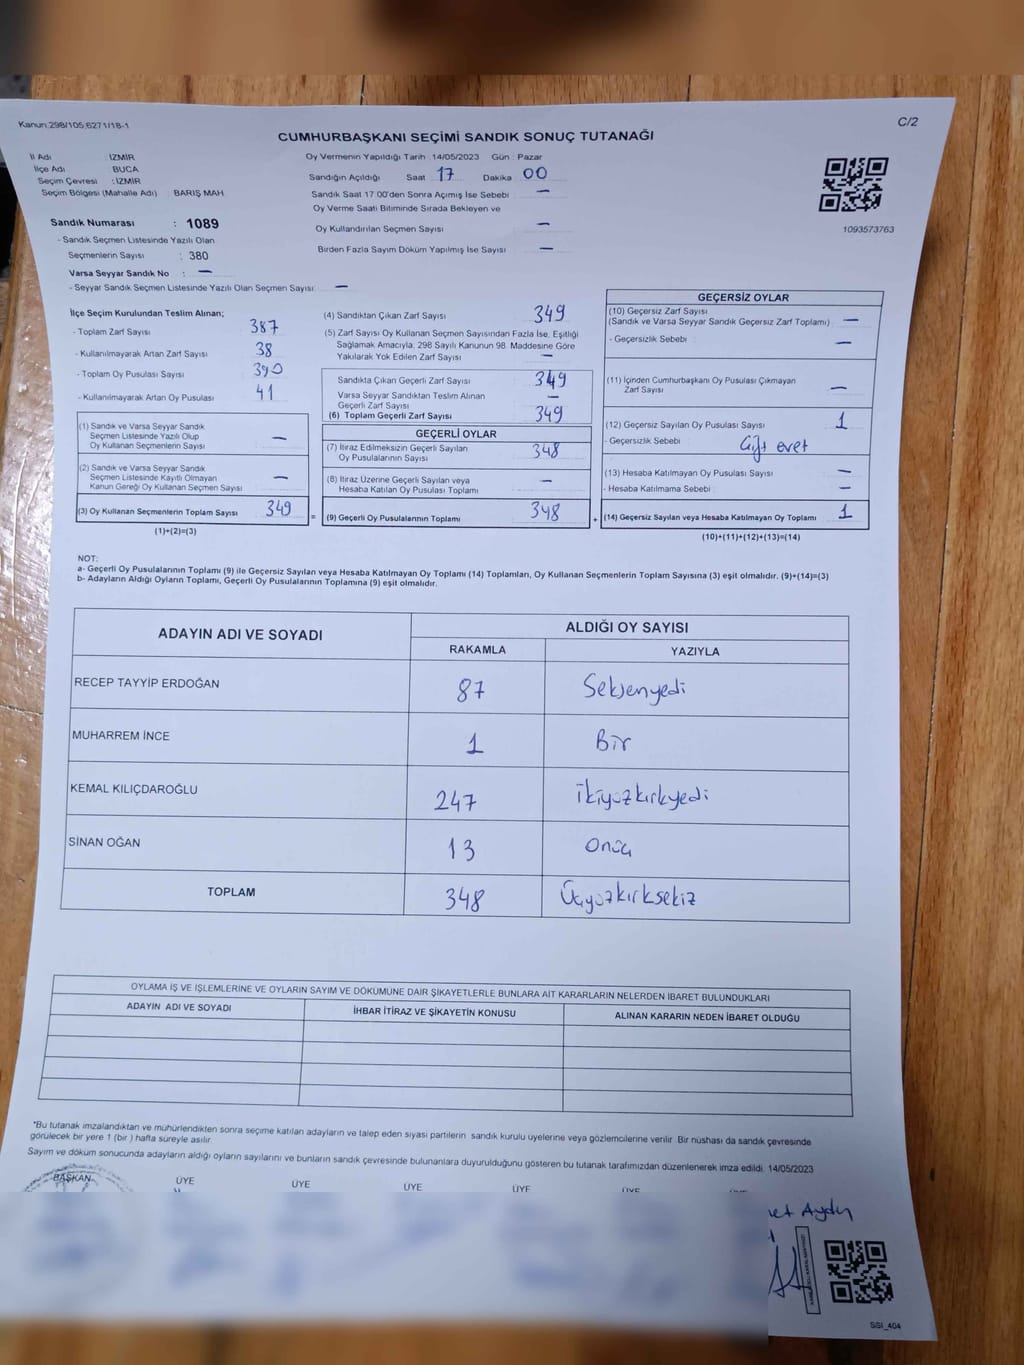 Kanun:298/105;6271/18-1
C/2
CUMHURBAŞKANI SEÇİMİ SANDIK SONUÇ TUTANAĞI
İl Adı : İZMİR
İlçe Adı : BUCA
Seçim Çevresi : İZMİR
Seçim Bölgesi (Mahalle Adı) : BARIŞ MAH.
Oy Vermenin Yapıldığı Tarih : 14/05/2023 Gün : Pazar
Sandığın Açıldığı Saat 17 Dakika 00
Sandık Saat 17:00'den Sonra Açılmış İse Sebebi : —
Oy Verme Saati Bitiminde Sırada Bekleyen ve
Oy Kullandırılan Seçmen Sayısı —
Birden Fazla Sayım Döküm Yapılmış İse Sayısı —
1093573763
Sandık Numarası : 1089
- Sandık Seçmen Listesinde Yazılı Olan
Seçmenlerin Sayısı : 380
Varsa Seyyar Sandık No : —
- Seyyar Sandık Seçmen Listesinde Yazılı Olan Seçmen Sayısı: —
İlçe Seçim Kurulundan Teslim Alınan;
- Toplam Zarf Sayısı 387
- Kullanılmayarak Artan Zarf Sayısı 38
- Toplam Oy Pusulası Sayısı 390
- Kullanılmayarak Artan Oy Pusulası 41
(1) Sandık ve Varsa Seyyar Sandık
Seçmen Listesinde Yazılı Olup
Oy Kullanan Seçmenlerin Sayısı —
(2) Sandık ve Varsa Seyyar Sandık
Seçmen Listesinde Kayıtlı Olmayan
Kanun Gereği Oy Kullanan Seçmen Sayısı —
(3) Oy Kullanan Seçmenlerin Toplam Sayısı 349
(1)+(2)=(3)
(4) Sandıktan Çıkan Zarf Sayısı 349
(5) Zarf Sayısı Oy Kullanan Seçmen Sayısından Fazla İse, Eşitliği
Sağlamak Amacıyla, 298 Sayılı Kanunun 98. Maddesine Göre
Yakılarak Yok Edilen Zarf Sayısı —
Sandıkta Çıkan Geçerli Zarf Sayısı 349
Varsa Seyyar Sandıktan Teslim Alınan
Geçerli Zarf Sayısı —
(6) Toplam Geçerli Zarf Sayısı 349
GEÇERLİ OYLAR
(7) İtiraz Edilmeksizin Geçerli Sayılan
Oy Pusulalarının Sayısı 348
(8) İtiraz Üzerine Geçerli Sayılan veya
Hesaba Katılan Oy Pusulası Toplamı —
= (9) Geçerli Oy Pusulalarının Toplamı 348
GEÇERSİZ OYLAR
(10) Geçersiz Zarf Sayısı
(Sandık ve Varsa Seyyar Sandık Geçersiz Zarf Toplamı) —
- Geçersizlik Sebebi : —
(11) İçinden Cumhurbaşkanı Oy Pusulası Çıkmayan
Zarf Sayısı —
(12) Geçersiz Sayılan Oy Pusulası Sayısı 1
- Geçersizlik Sebebi : Çift evet
(13) Hesaba Katılmayan Oy Pusulası Sayısı —
- Hesaba Katılmama Sebebi : —
+ (14) Geçersiz Sayılan veya Hesaba Katılmayan Oy Toplamı 1
(10)+(11)+(12)+(13)=(14)
NOT:
a- Geçerli Oy Pusulalarının Toplamı (9) ile Geçersiz Sayılan veya Hesaba Katılmayan Oy Toplamı (14) Toplamları, Oy Kullanan Seçmenlerin Toplam Sayısına (3) eşit olmalıdır. (9)+(14)=(3)
b- Adayların Aldığı Oyların Toplamı, Geçerli Oy Pusulalarının Toplamına (9) eşit olmalıdır.
ADAYIN ADI VE SOYADI
ALDIĞI OY SAYISI
RAKAMLA YAZIYLA
RECEP TAYYİP ERDOĞAN 87 Seksenyedi
MUHARREM İNCE 1 Bir
KEMAL KILIÇDAROĞLU 247 İkiyüzkırkyedi
SİNAN OĞAN 13 Onüç
TOPLAM 348 Üçyüzkırksekiz
OYLAMA İŞ VE İŞLEMLERİNE VE OYLARIN SAYIM VE DÖKÜMÜNE DAİR ŞİKAYETLERLE BUNLARA AİT KARARLARIN NELERDEN İBARET BULUNDUKLARI
ADAYIN ADI VE SOYADI İHBAR İTİRAZ VE ŞİKAYETİN KONUSU ALINAN KARARIN NEDEN İBARET OLDUĞU
*Bu tutanak imzalandıktan ve mühürlendikten sonra seçime katılan adayların ve talep eden siyasi partilerin sandık kurulu üyelerine veya gözlemcilerine verilir. Bir nüshası da sandık çevresinde
görülecek bir yere 1 (bir) hafta süreyle asılır.
Sayım ve döküm sonucunda adayların aldığı oyların sayılarını ve bunların sandık çevresinde bulunanlara duyurulduğunu gösteren bu tutanak tarafımızdan düzenlenerek imza edildi. 14/05/2023
BAŞKAN ÜYE ÜYE ÜYE ÜYE ÜYE
Aydın
SSI_404